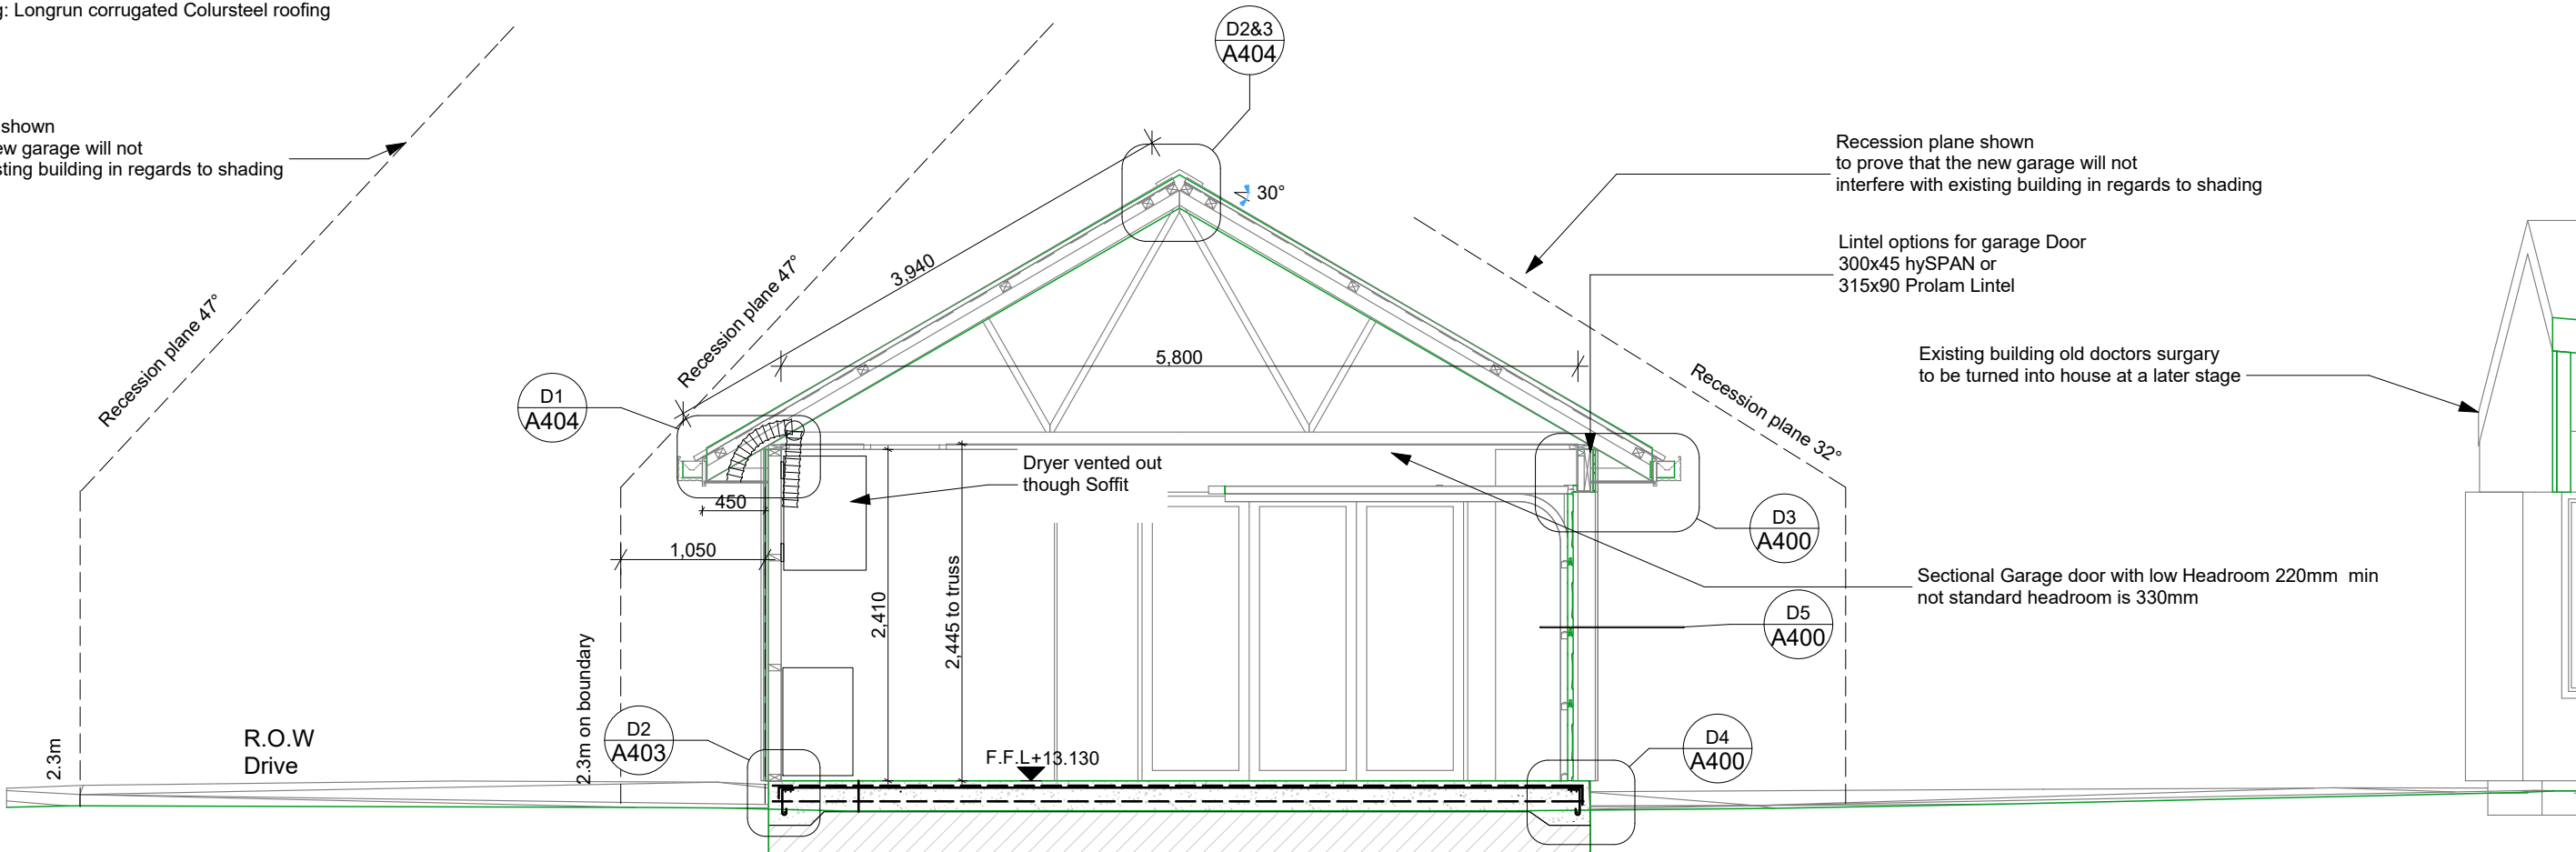 g: Longrun corrugated Colursteel roofing
D2&3
A404
shown
ew garage will not
sting building in regards to shading
30°
Recession plane shown
to prove that the new garage will not
interfere with existing building in regards to shading
Lintel options for garage Door
300x45 hySPAN or
315x90 Prolam Lintel
3,940
Recession plane 47°
Recession plane 47°
5,800
Recession plane 32°
Existing building old doctors surgary
to be turned into house at a later stage
D1
A404
Dryer vented out
though Soffit
450
1,050
2,410
2,445 to truss
D3
A400
Sectional Garage door with low Headroom 220mm  min
not standard headroom is 330mm
D5
A400
2.3m
R.O.W
Drive
2.3m on boundary
D2
A403
F.F.L+13.130
D4
A400